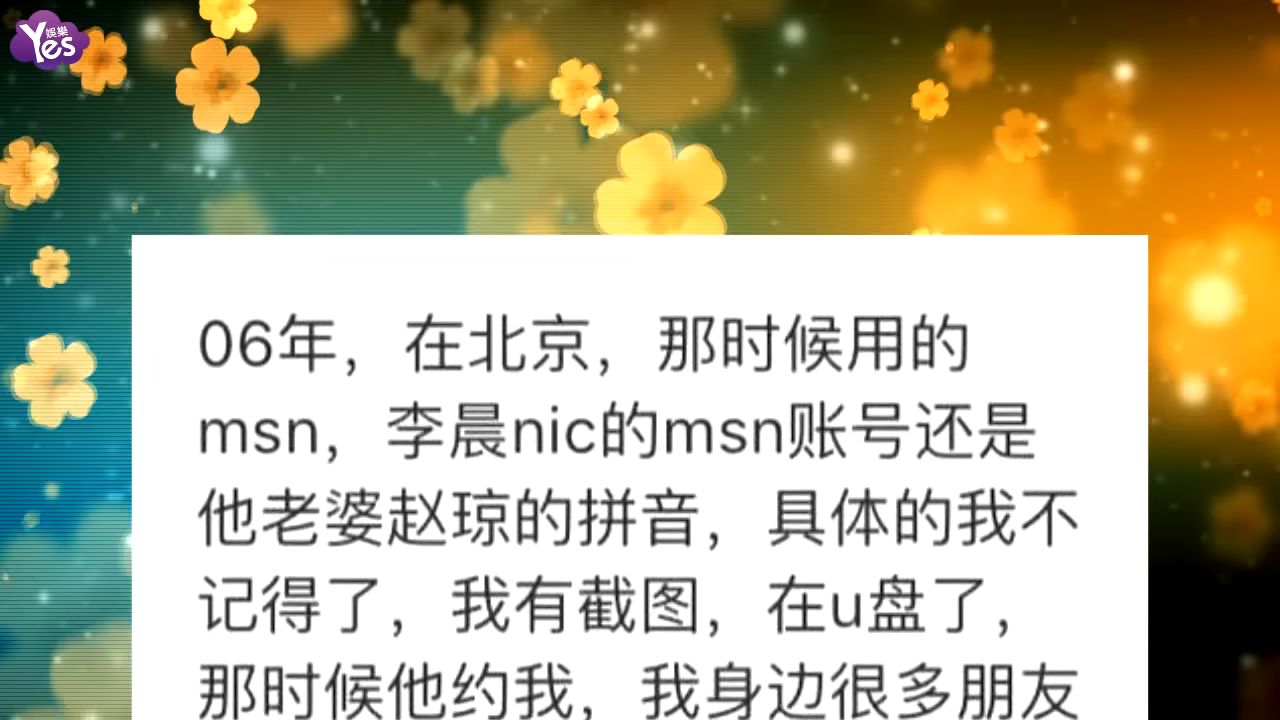 Yes娛樂
06年，在北京，那时候用的
msn，李晨nic的msn账号还是
他老婆赵琼的拼音，具体的我不
记得了，我有截图，在u盘了，
那时候他约我，我身边很多朋友